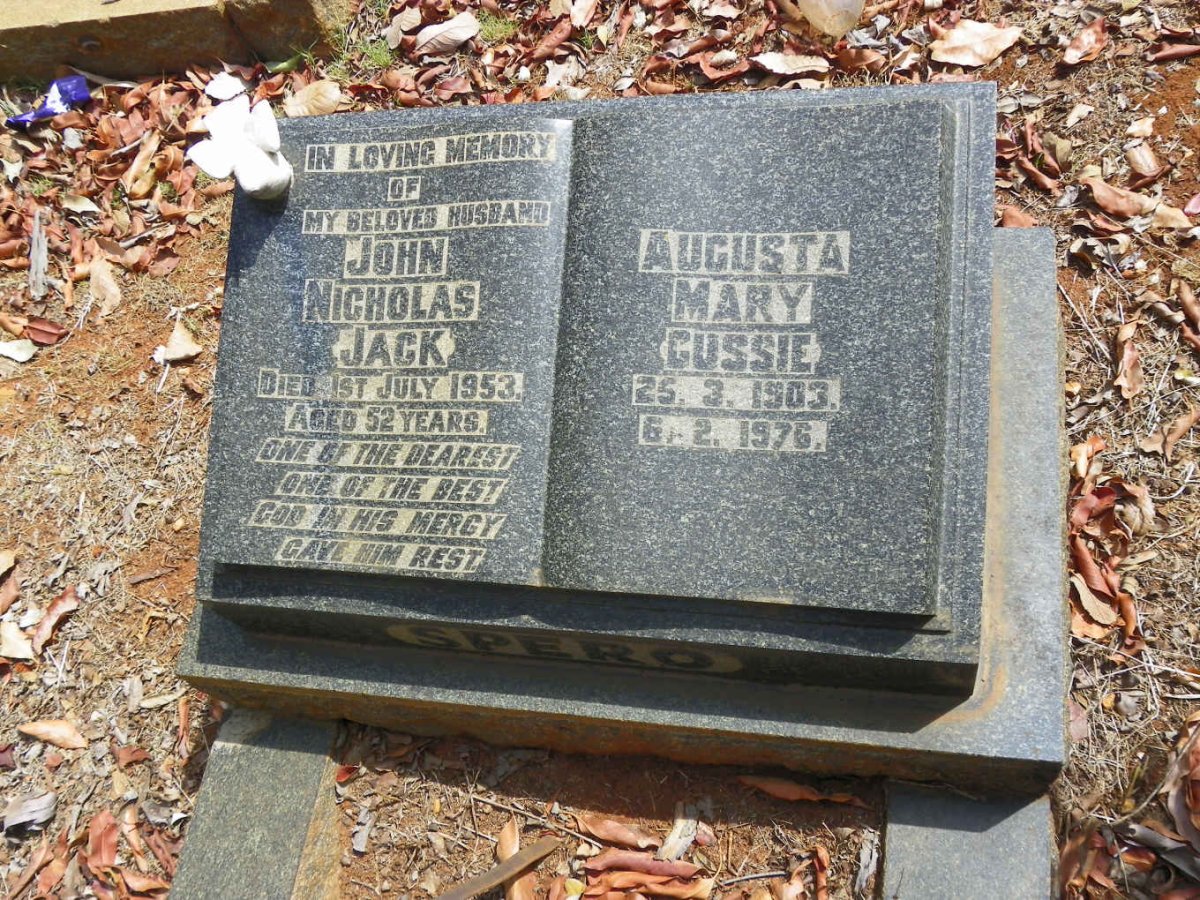 IN LOVING MEMORY
OF
MY BELOVED HUSBAND
JOHN
NICHOLAS
JACK
DIED 1ST JULY 1953.
AGED 52 YEARS.
ONE OF THE DEAREST
ONE OF THE BEST
GOD IN HIS MERCY
GAVE HIM REST
AUGUSTA
MARY
GUSSIE
25. 3. 1903.
6. 2. 1976.
SPERO